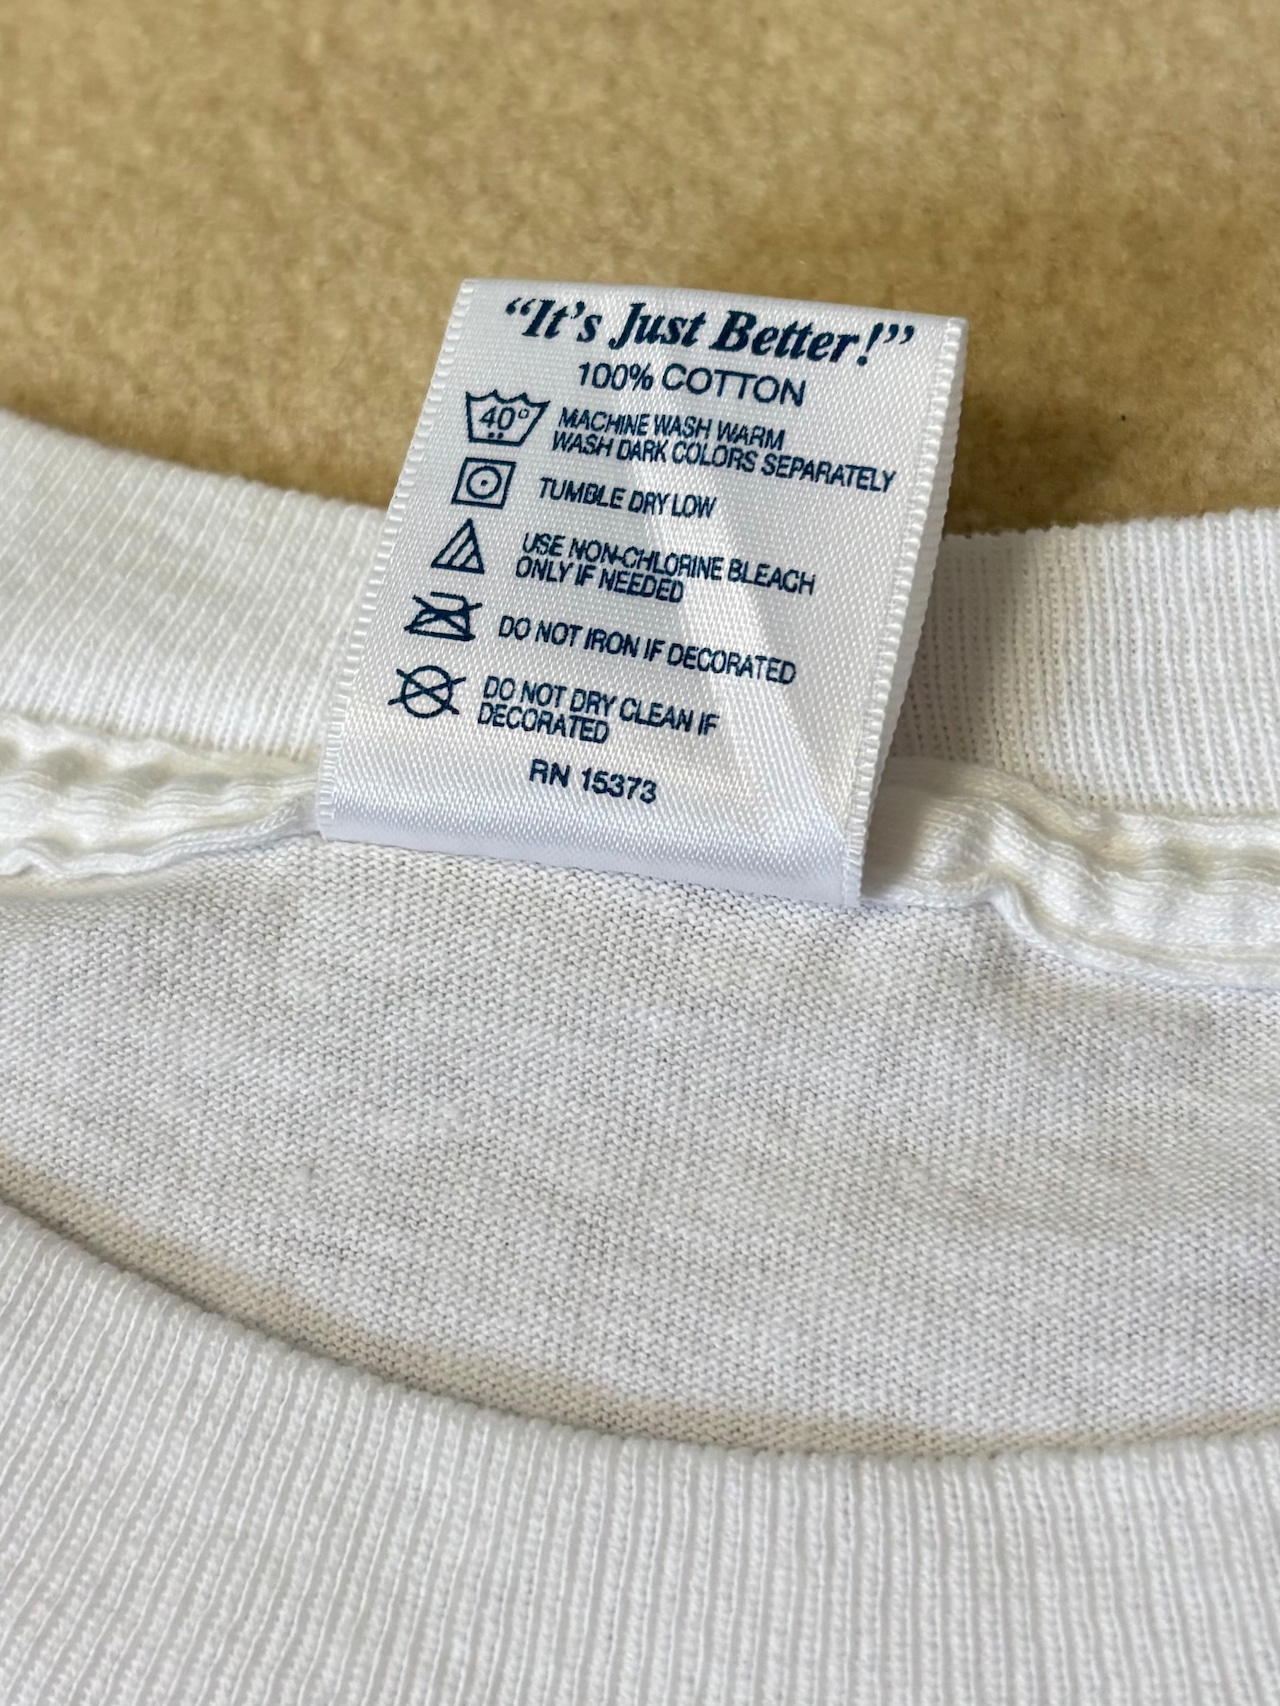 “It’s Just Better!”
100% COTTON
40°
MACHINE WASH WARM
WASH DARK COLORS SEPARATELY
TUMBLE DRY LOW
USE NON-CHLORINE BLEACH
ONLY IF NEEDED
DO NOT IRON IF DECORATED
DO NOT DRY CLEAN IF
DECORATED
RN 15373